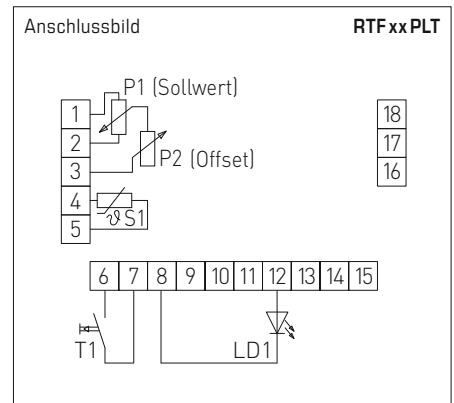 Anschlussbild RTF xx PLT
P1 (Sollwert)
1 18
2 17
P2 (Offset)
3 16
4
ϑ S1
5
6 7 8 9 10 11 12 13 14 15
T1 LD1